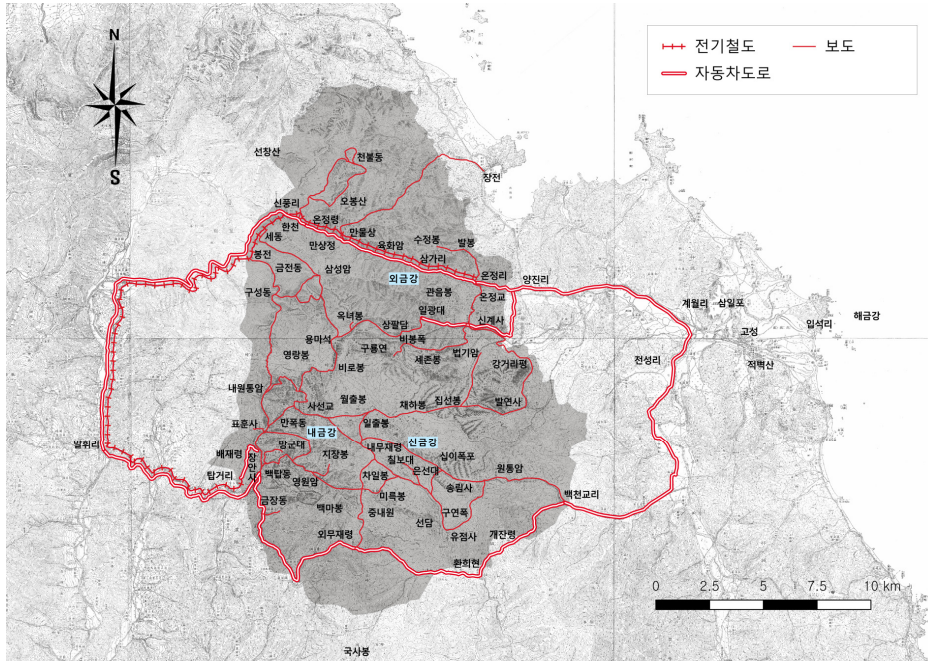 N
S
전기철도
보도
자동차도로
선창산
천불동
장전
신풍리
오봉산
온정령
한천
만물상
세동
만상정
육화암
수정봉
발봉
봉전
삼가리
금전동
삼성암
외금강
온정리
양진리
구성동
관음봉
온정교
계월리
삼일포
옥녀봉
일광대
신계사
입석리
해금강
상팔담
고성
용마석
비봉폭
구룡연
법기암
영랑봉
세존봉
강거리평
전성리
적벽산
비로봉
내원통암
월출봉
채하봉
집선봉
발연사
사선교
표훈사
만폭동
일출봉
내금강
발휘리
배재령
방군대
내무재령
신금강
장안사
지장봉
칠보대
십이폭포
탑거리
백탑동
영원암
차일봉
은선대
원통암
송림사
금장동
미륵봉
백천교리
백마봉
중내원
구연폭
선담
외무재령
유점사
개잔령
환희현
국사봉
0 2.5 5 7.5 10 km